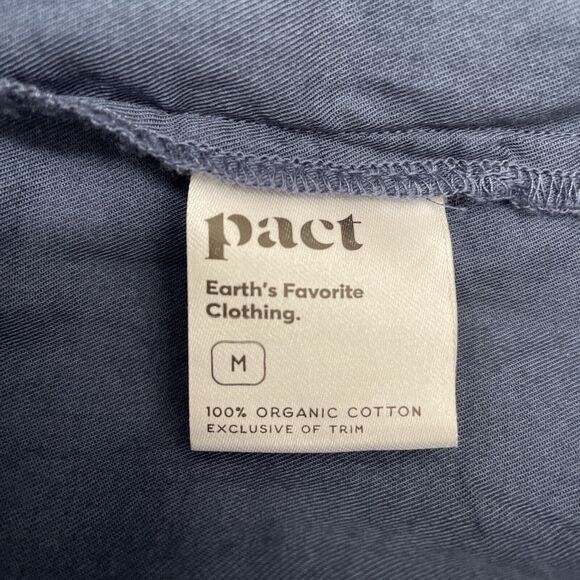 pact
Earth's Favorite
Clothing.
M
100% ORGANIC COTTON
EXCLUSIVE OF TRIM